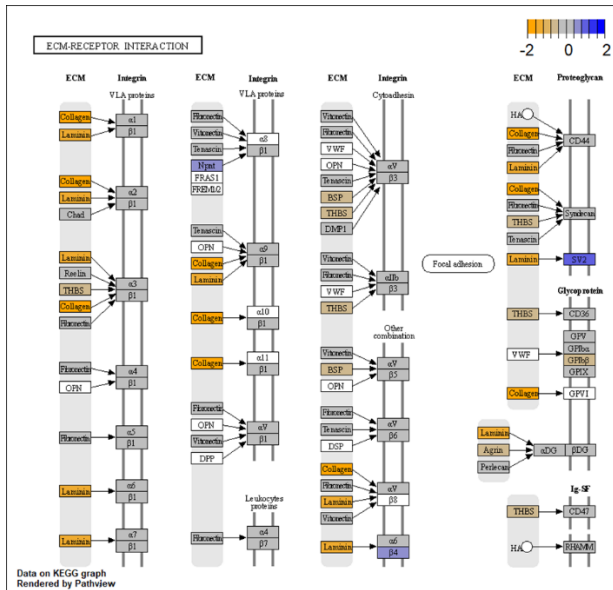 ECM-RECEPTOR INTERACTION
-2 0 2
ECM Integrin
VLA proteins
Collagen α1
Laminin β1
Collagen
Laminin α2
Chad β1
Laminin
Reelin
THBS α3
Collagen β1
Fibronectin
Fibronectin α4
OPN β1
Fibronectin α5
β1
Laminin α6
β1
Laminin α7
β1
ECM Integrin
VLA proteins
Fibronectin
Vitronectin
Tenascin α8
Npnt β1
FRAS1
FREM1/2
Tenascin
OPN α9
Collagen β1
Laminin
Collagen α10
β1
Collagen α11
β1
Fibronectin
OPN αV
Vitronectin β1
DPP
Leukocytes
proteins
Fibronectin α4
β7
ECM Integrin
Cytoadhesin
Vitronectin
Fibronectin
VWF
OPN αV
Tenascin β3
BSP
THBS
DMP1
Vitronectin
Fibronectin αIIb
VWF β3
THBS
Other
combination
Vitronectin
BSP αV
OPN β5
Fibronectin
Tenascin αV
DSP β6
Collagen
Fibronectin αV
Laminin β8
Vitronectin
Laminin α6
β4
Focal adhesion
ECM Proteoglycan
HA
Collagen
Fibronectin CD44
Laminin
Collagen
Fibronectin
THBS Syndecan
Tenascin
Laminin SV2
Glycoprotein
THBS CD36
GPV
VWF GPIbα
GPIbβ
GPIX
Collagen GPVI
Laminin
Agrin αDG βDG
Perlecan
Ig-SF
THBS CD47
HA RHAMM
Data on KEGG graph
Rendered by Pathview